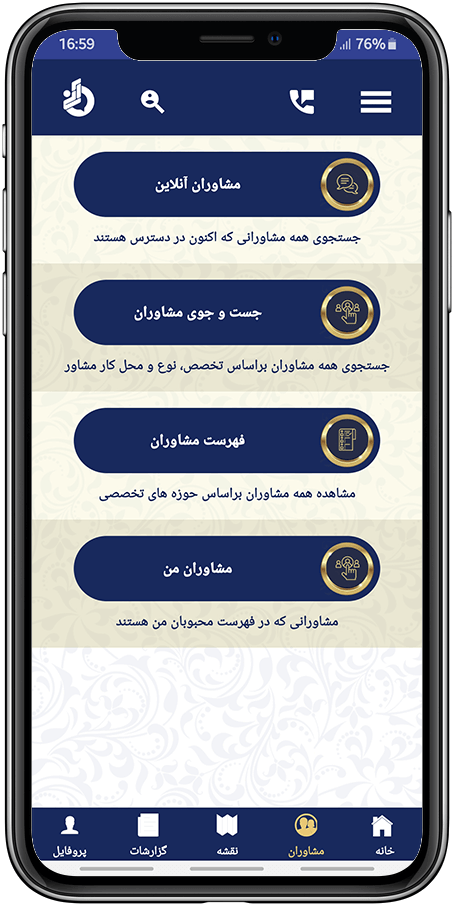 16:59
76%
مشاوران آنلاین
جستجوی همه مشاورانی که اکنون در دسترس هستند
جست و جوی مشاوران
جستجوی همه مشاوران براساس تخصص، نوع و محل کار مشاور
فهرست مشاوران
مشاهده همه مشاوران براساس حوزه های تخصصی
مشاوران من
مشاورانی که در فهرست محبوبان من هستند
خانه
مشاوران
نقشه
گزارشات
پروفایل